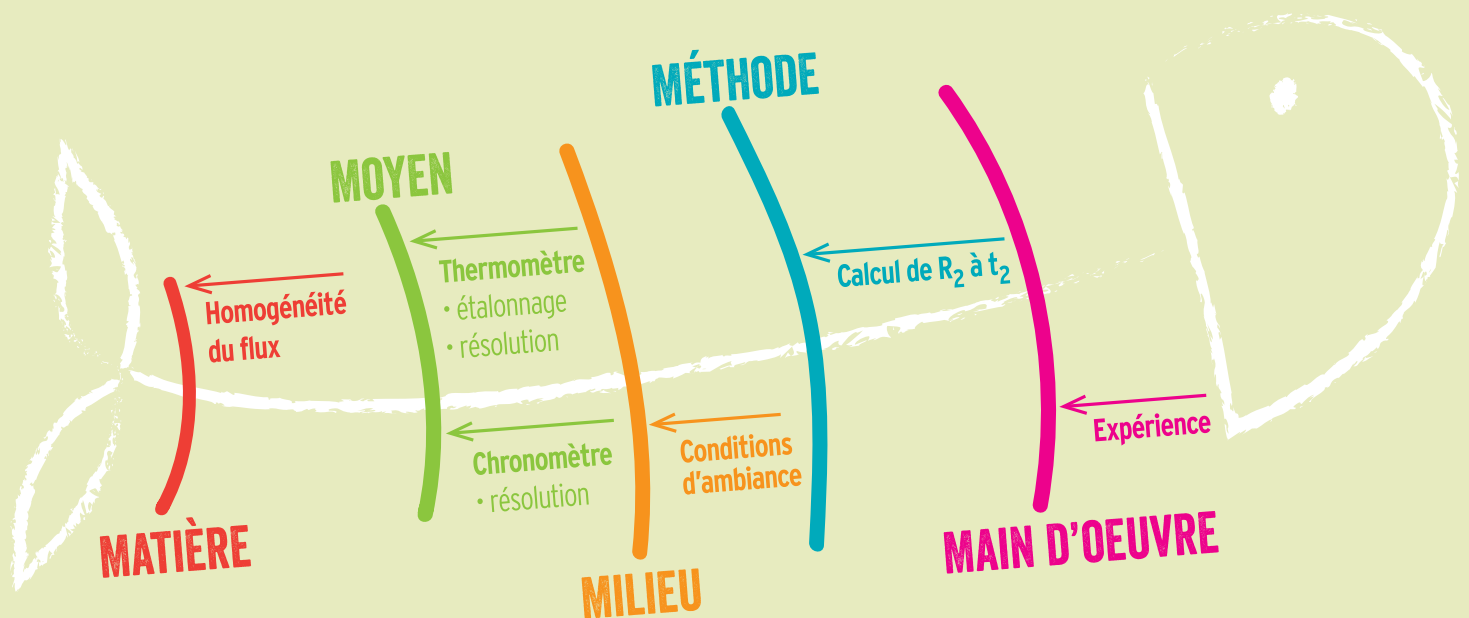 MATIÈRE
Homogénéité
du flux
MOYEN
Thermomètre
• étalonnage
• résolution
Chronomètre
• résolution
MILIEU
Conditions
d'ambiance
MÉTHODE
Calcul de R₂ à t₂
MAIN D'OEUVRE
Expérience